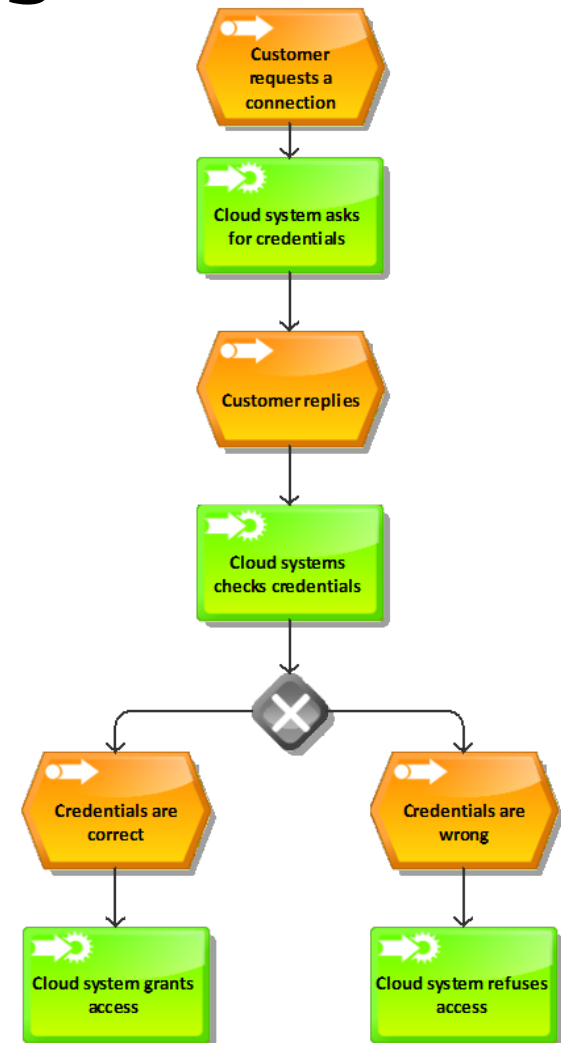 Customer
requests a
connection
Cloud system asks
for credentials
Customer replies
Cloud systems
checks credentials
Credentials are
correct
Credentials are
wrong
Cloud system grants
access
Cloud system refuses
access